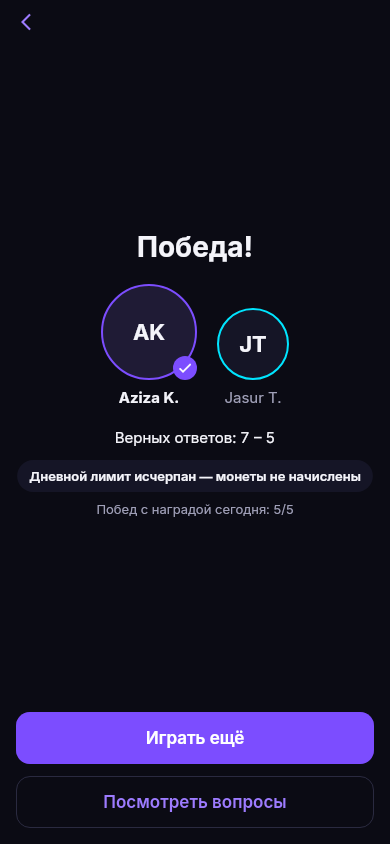 Победа!
AK
JT
Aziza K.
Jasur T.
Верных ответов: 7 – 5
Дневной лимит исчерпан — монеты не начислены
Побед с наградой сегодня: 5/5
Играть ещё
Посмотреть вопросы